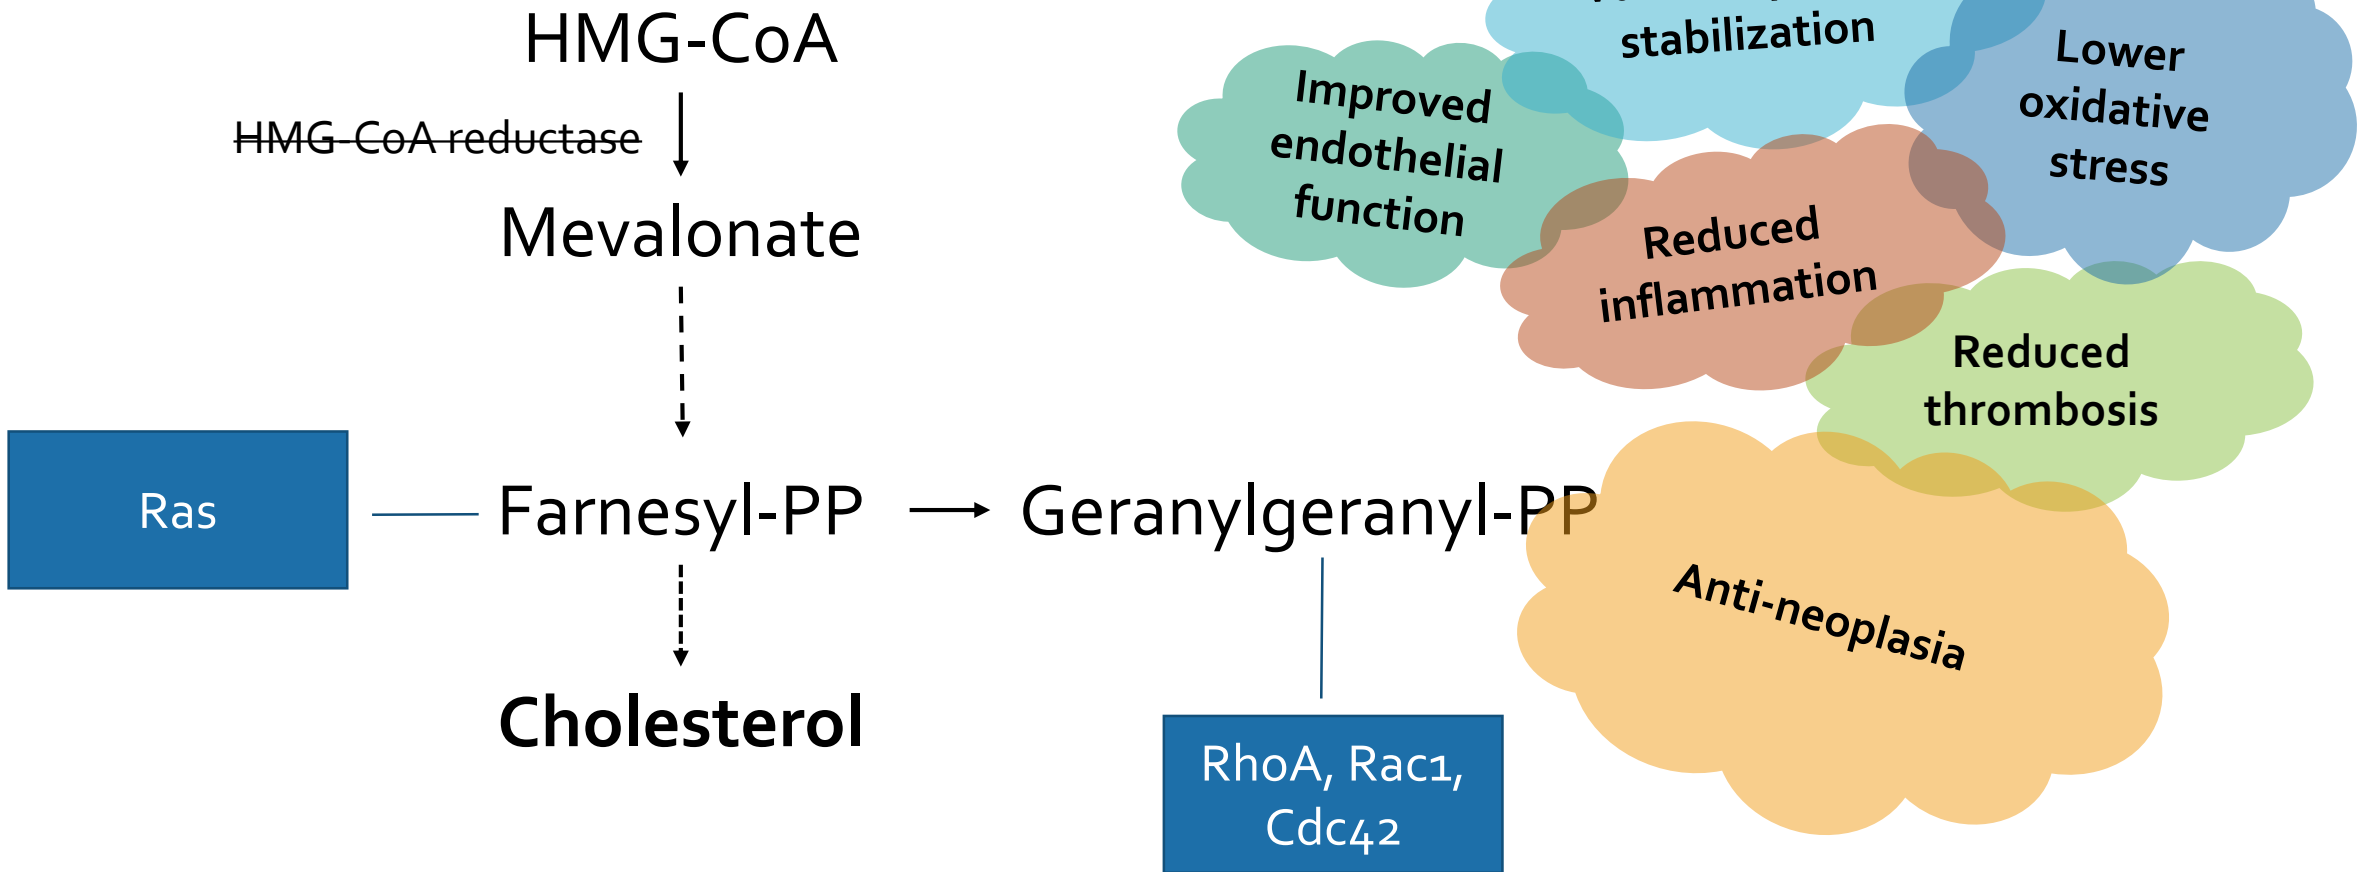 HMG-CoA
HMG-CoA reductase
Mevalonate
Ras
Farnesyl-PP
Geranylgeranyl-PP
Cholesterol
RhoA, Rac1,
Cdc42
stabilization
Improved
endothelial
function
Lower
oxidative
stress
Reduced
inflammation
Reduced
thrombosis
Anti-neoplasia